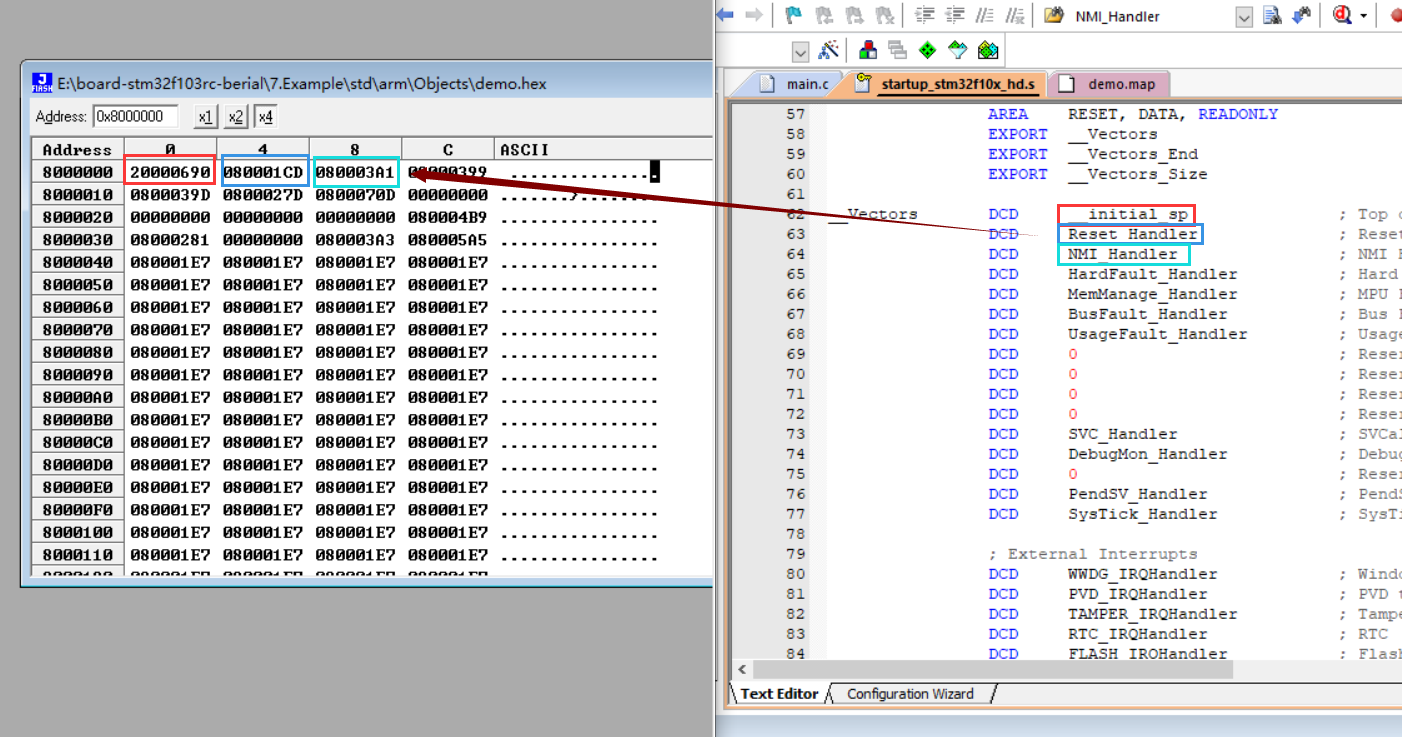 NMI_Handler
E:\board-stm32f103rc-berial\7.Example\std\arm\Objects\demo.hex
Address: 0x8000000 x1 x2 x4
Address 0 4 8 C ASCII
8000000 20000690 080001CD 080003A1 08000399 ...............
8000010 0800039D 0800027D 0800070D 00000000
8000020 00000000 00000000 00000000 080004B9 ................
8000030 08000281 00000000 080003A3 080005A5 ................
8000040 080001E7 080001E7 080001E7 080001E7 ................
8000050 080001E7 080001E7 080001E7 080001E7 ................
8000060 080001E7 080001E7 080001E7 080001E7 ................
8000070 080001E7 080001E7 080001E7 080001E7 ................
8000080 080001E7 080001E7 080001E7 080001E7 ................
8000090 080001E7 080001E7 080001E7 080001E7 ................
80000A0 080001E7 080001E7 080001E7 080001E7 ................
80000B0 080001E7 080001E7 080001E7 080001E7 ................
80000C0 080001E7 080001E7 080001E7 080001E7 ................
80000D0 080001E7 080001E7 080001E7 080001E7 ................
80000E0 080001E7 080001E7 080001E7 080001E7 ................
80000F0 080001E7 080001E7 080001E7 080001E7 ................
8000100 080001E7 080001E7 080001E7 080001E7 ................
8000110 080001E7 080001E7 080001E7 080001E7 ................
main.c startup_stm32f10x_hd.s demo.map
57 AREA RESET, DATA, READONLY
58 EXPORT __Vectors
59 EXPORT __Vectors_End
60 EXPORT __Vectors_Size
61
62 __Vectors DCD __initial_sp ; Top
63 DCD Reset_Handler ; Reset
64 DCD NMI_Handler ; NMI
65 DCD HardFault_Handler ; Hard
66 DCD MemManage_Handler ; MPU
67 DCD BusFault_Handler ; Bus
68 DCD UsageFault_Handler ; Usage
69 DCD 0 ; Reser
70 DCD 0 ; Reser
71 DCD 0 ; Reser
72 DCD 0 ; Reser
73 DCD SVC_Handler ; SVCal
74 DCD DebugMon_Handler ; Debug
75 DCD 0 ; Reser
76 DCD PendSV_Handler ; PendS
77 DCD SysTick_Handler ; SysTi
78
79 ; External Interrupts
80 DCD WWDG_IRQHandler ; Windo
81 DCD PVD_IRQHandler ; PVD
82 DCD TAMPER_IRQHandler ; Tampe
83 DCD RTC_IRQHandler ; RTC
84 DCD FLASH_IRQHandler ; Flash
Text Editor Configuration Wizard